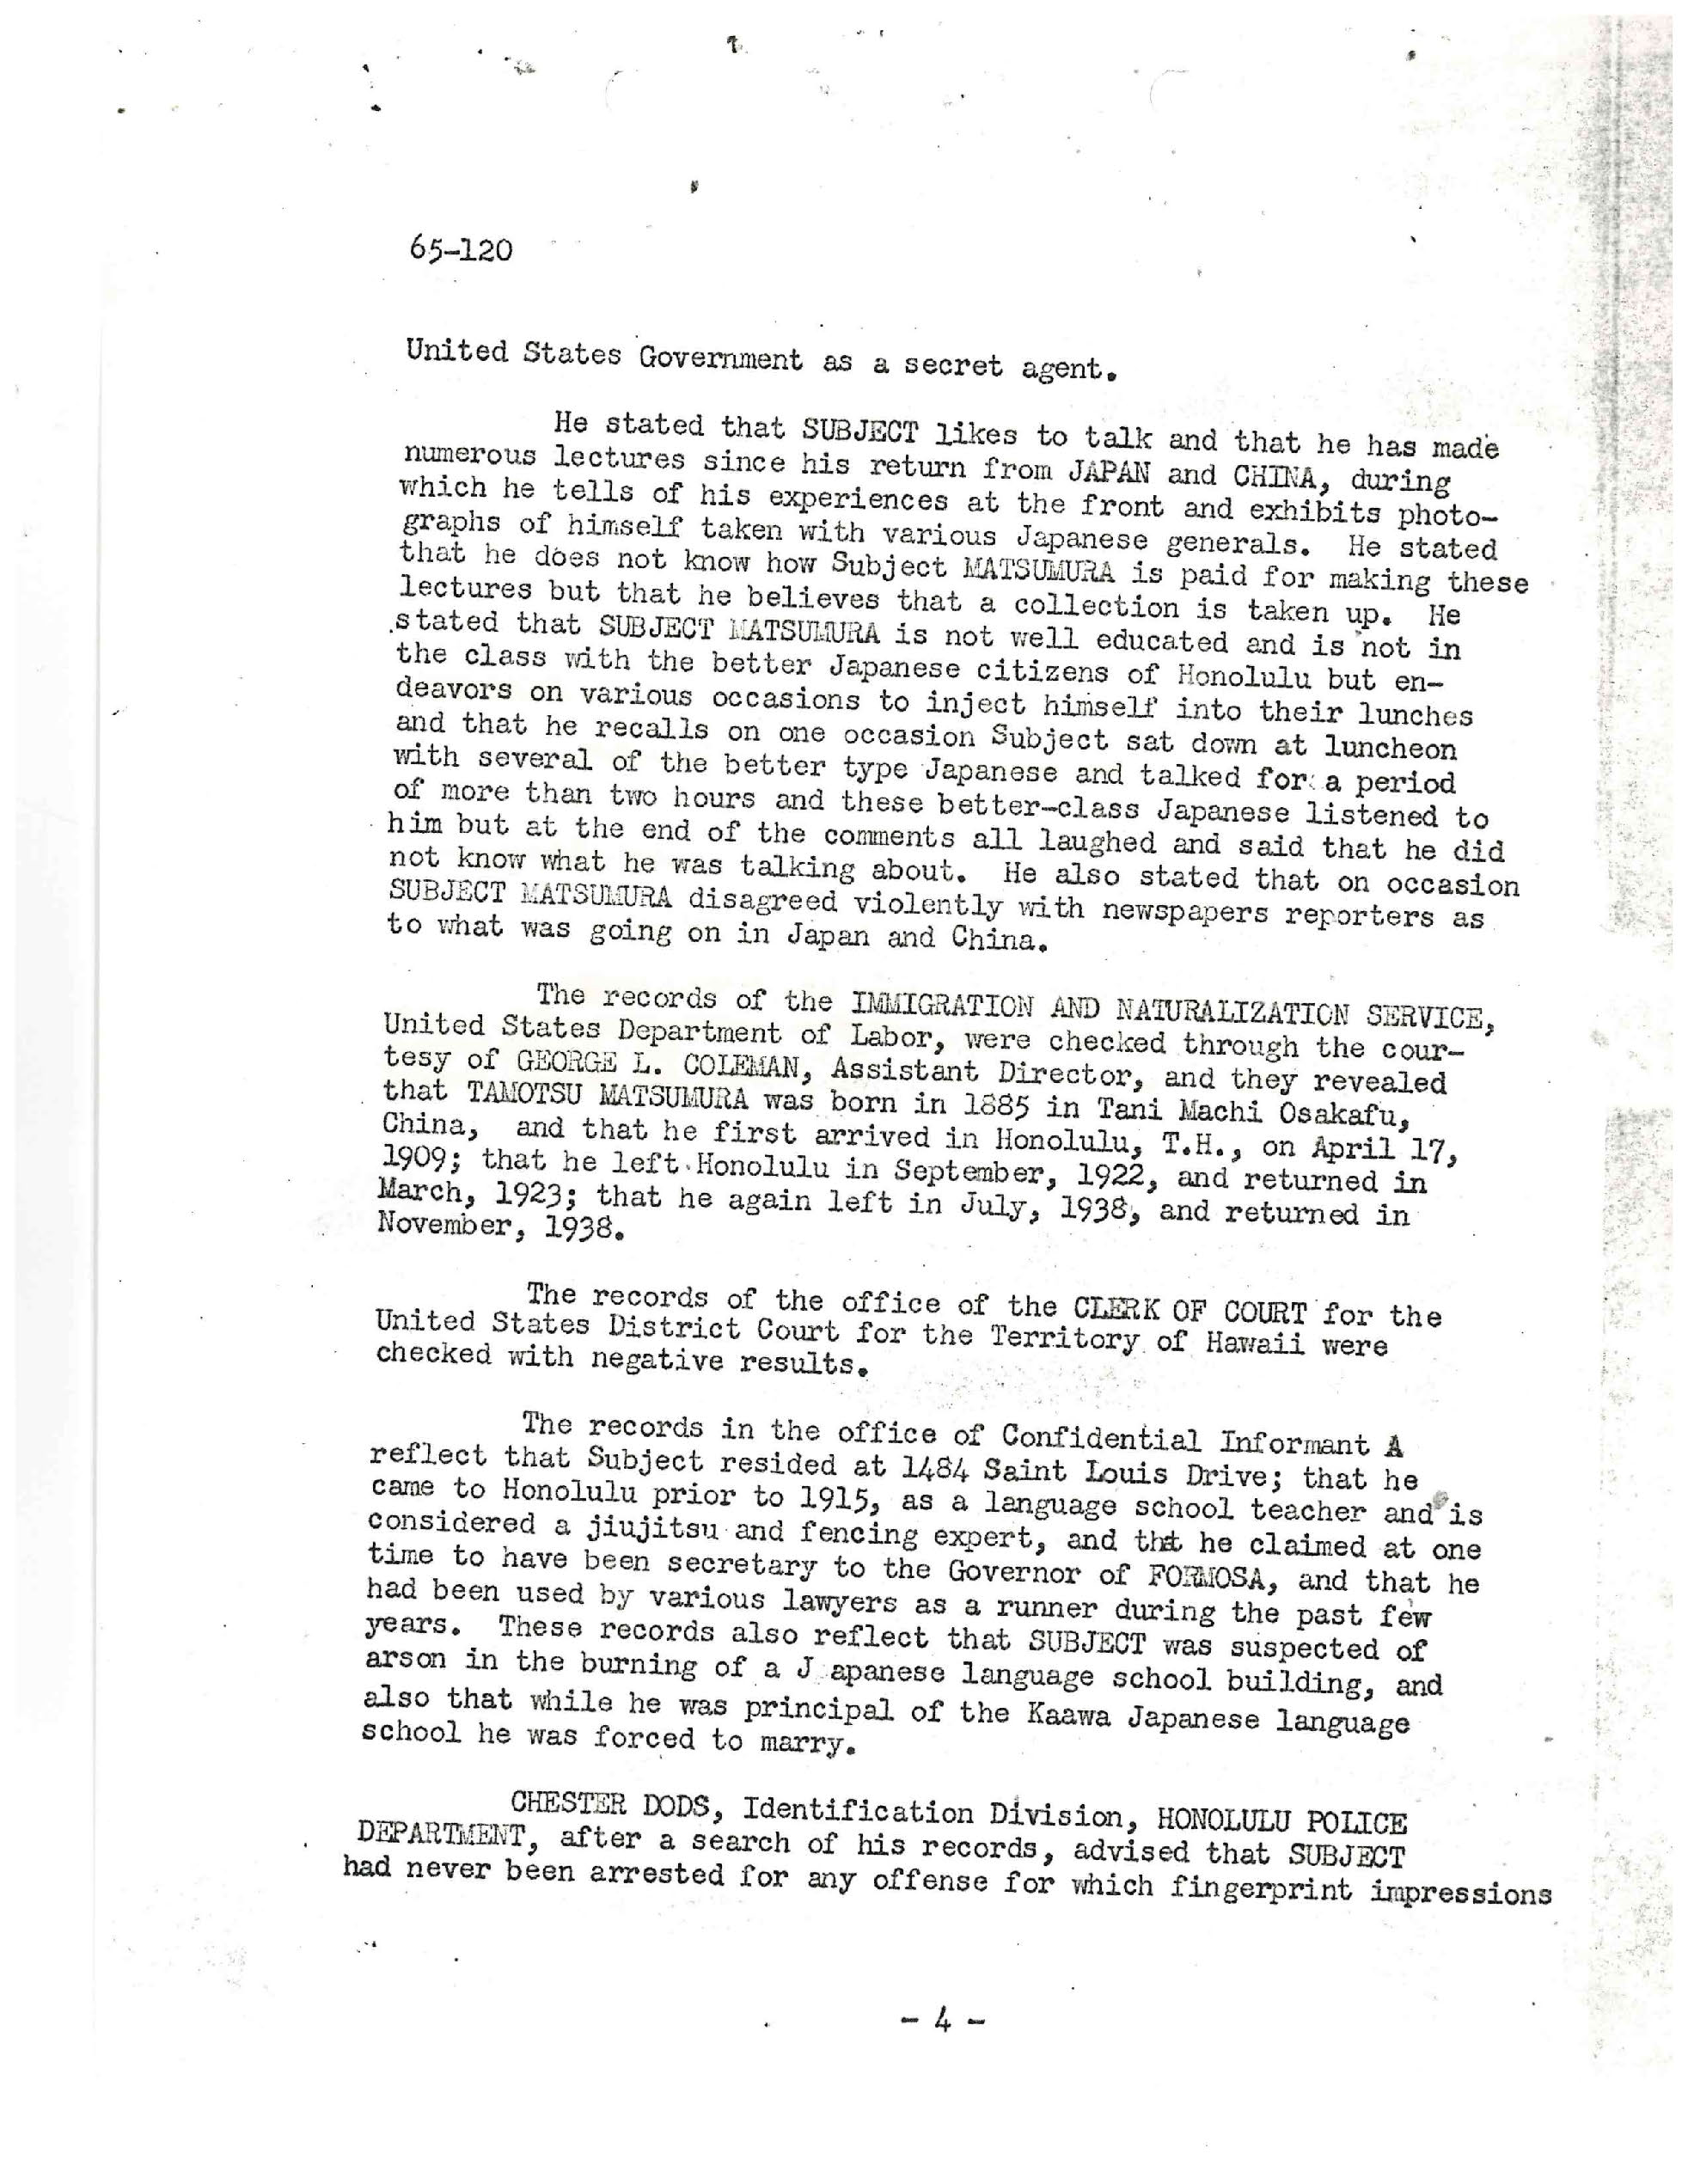 65-120
United States Government as a secret agent.
He stated that SUBJECT likes to talk and that he has made
numerous lectures since his return from JAPAN and CHINA, during
which he tells of his experiences at the front and exhibits photo-
graphs of himself taken with various Japanese generals. He stated
that he does not know how Subject MATSUMURA is paid for making these
lectures but that he believes that a collection is taken up. He
stated that SUBJECT MATSUMURA is not well educated and is not in
the class with the better Japanese citizens of Honolulu but en-
deavors on various occasions to inject himself into their lunches
and that he recalls on one occasion Subject sat down at luncheon
with several of the better type Japanese and talked for a period
of more than two hours and these better-class Japanese listened to
him but at the end of the comments all laughed and said that he did
not know what he was talking about. He also stated that on occasion
SUBJECT MATSUMURA disagreed violently with newspapers reporters as
to what was going on in Japan and China.
The records of the IMMIGRATION AND NATURALIZATION SERVICE,
United States Department of Labor, were checked through the cour-
tesy of GEORGE L. COLEMAN, Assistant Director, and they revealed
that TAMOTSU MATSUMURA was born in 1885 in Tani Machi Osakafu,
China, and that he first arrived in Honolulu, T.H., on April 17,
1909; that he left Honolulu in September, 1922, and returned in
March, 1923; that he again left in July, 1938, and returned in
November, 1938.
The records of the office of the CLERK OF COURT for the
United States District Court for the Territory of Hawaii were
checked with negative results.
The records in the office of Confidential Informant A
reflect that Subject resided at 1484 Saint Louis Drive; that he
came to Honolulu prior to 1915, as a language school teacher and is
considered a jiujitsu and fencing expert, and that he claimed at one
time to have been secretary to the Governor of FORMOSA, and that he
had been used by various lawyers as a runner during the past few
years. These records also reflect that SUBJECT was suspected of
arson in the burning of a J apanese language school building, and
also that while he was principal of the Kaawa Japanese language
school he was forced to marry.
CHESTER DODS, Identification Division, HONOLULU POLICE
DEPARTMENT, after a search of his records, advised that SUBJECT
had never been arrested for any offense for which fingerprint impressions
- 4 -